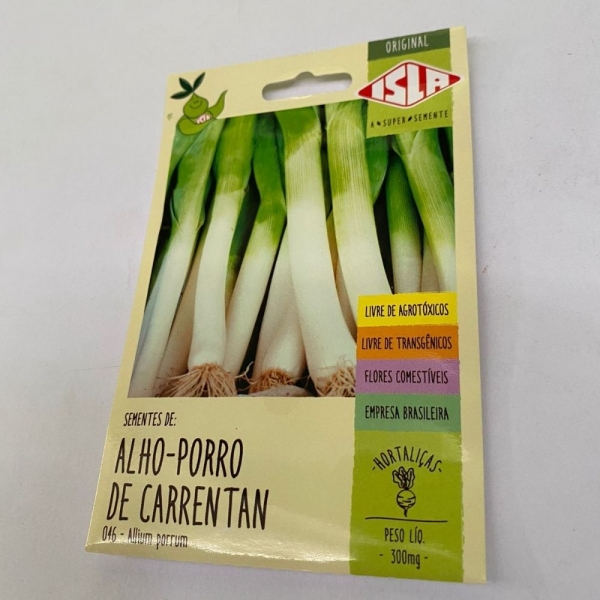 ORIGINAL
ISLA
A SUPER SEMENTE
LIVRE DE AGROTÓXICOS
LIVRE DE TRANSGÊNICOS
FLORES COMESTÍVEIS
EMPRESA BRASILEIRA
SEMENTES DE:
ALHO-PORRO
DE CARRENTAN
046 - Allium porrum
-HORTALIÇAS-
PESO LÍQ.
- 300mg -